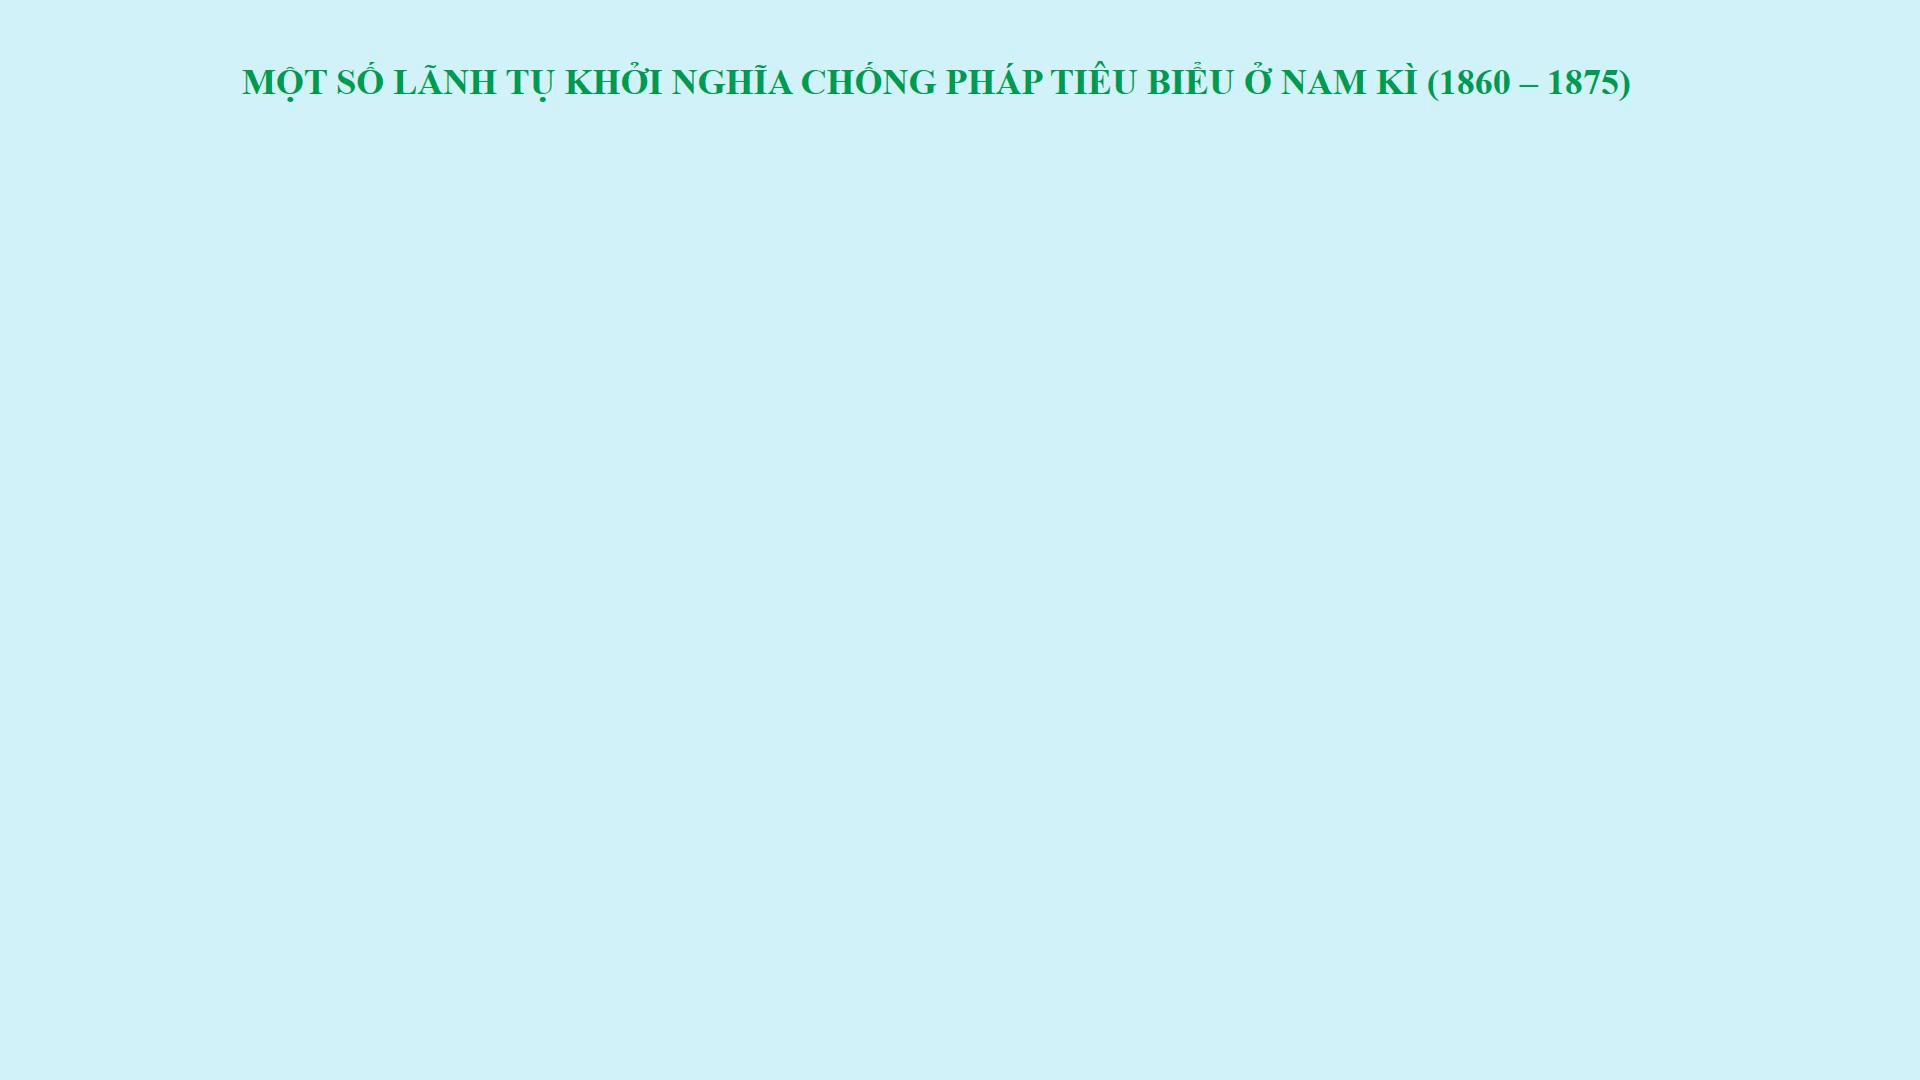 MỘT SỐ LÃNH TỤ KHỞI NGHĨA CHỐNG PHÁP TIÊU BIỂU Ở NAM KÌ (1860 – 1875)